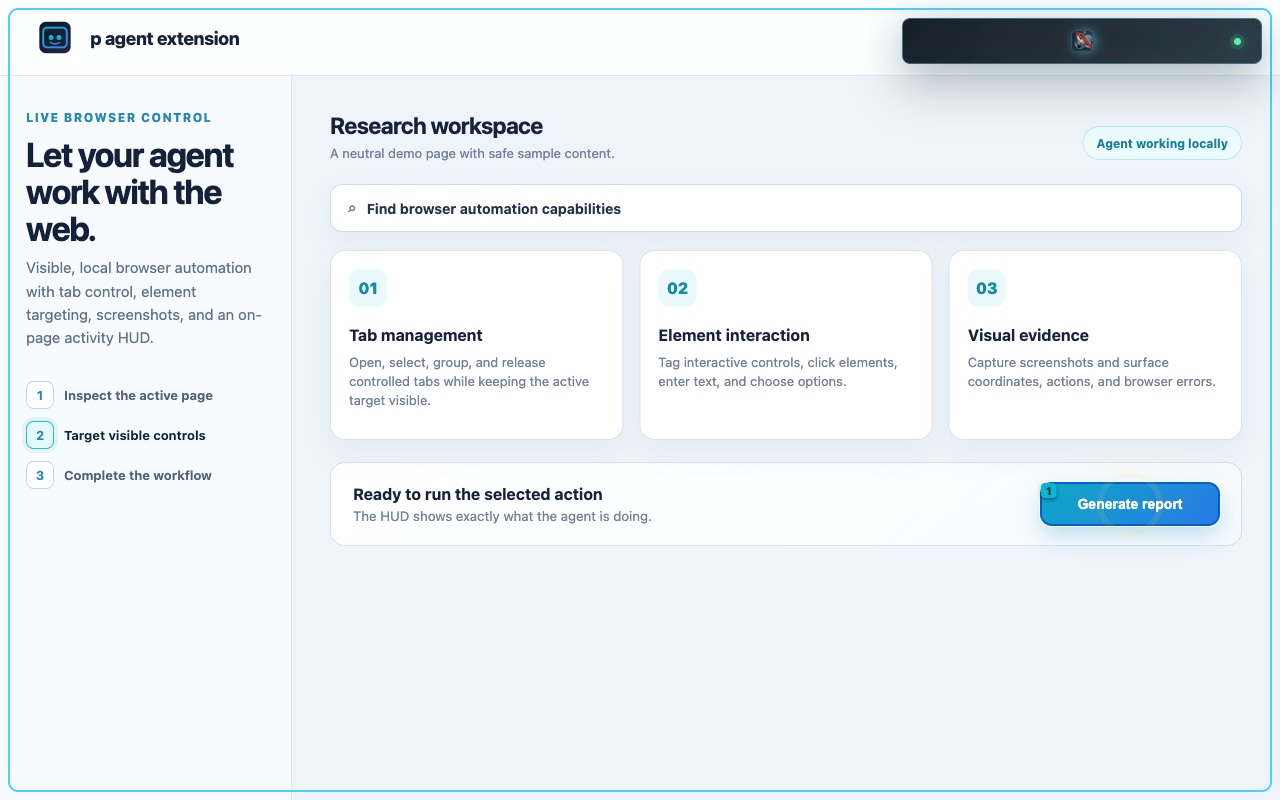 p agent extension
LIVE BROWSER CONTROL
Let your agent
work with the
web.
Visible, local browser automation
with tab control, element
targeting, screenshots, and an on-
page activity HUD.
1 Inspect the active page
2 Target visible controls
3 Complete the workflow
Research workspace
A neutral demo page with safe sample content.
Agent working locally
Find browser automation capabilities
01
Tab management
Open, select, group, and release
controlled tabs while keeping the active
target visible.
02
Element interaction
Tag interactive controls, click elements,
enter text, and choose options.
03
Visual evidence
Capture screenshots and surface
coordinates, actions, and browser errors.
Ready to run the selected action
The HUD shows exactly what the agent is doing.
1
Generate report